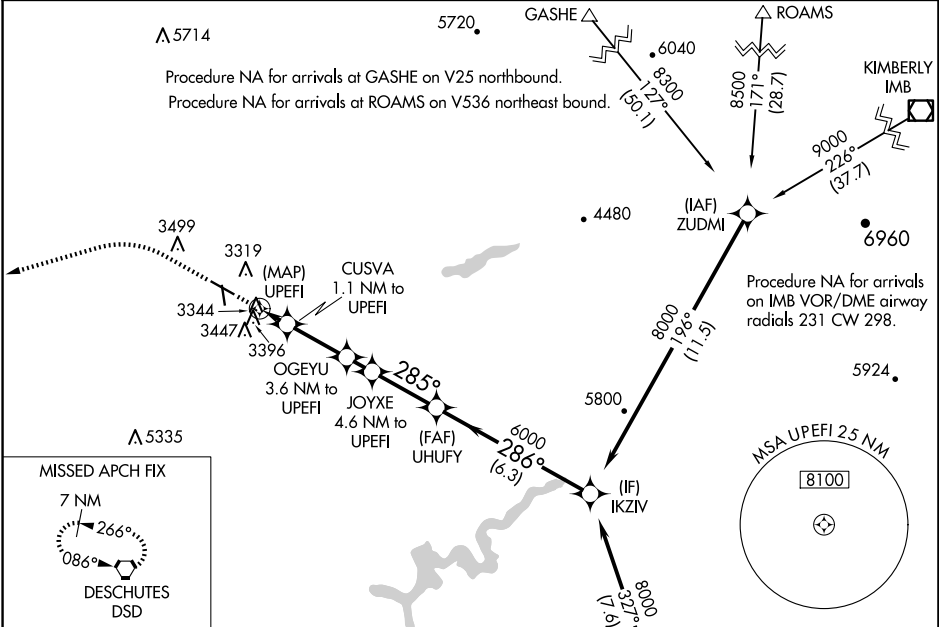 GASHE
ROAMS
5714
5720
6040
Procedure NA for arrivals at GASHE on V25 northbound.
Procedure NA for arrivals at ROAMS on V536 northeast bound.
8300
127°
(50.1)
8500
171°
(28.7)
KIMBERLY
IMB
9000
226°
(37.7)
(IAF)
ZUDMI
4480
6960
3499
3319
(MAP)
UPEFI
CUSVA
1.1 NM to
UPEFI
3344
3447
3396
Procedure NA for arrivals
on IMB VOR/DME airway
radials 231 CW 298.
8000
196°
(11.5)
OGEYU
3.6 NM to
UPEFI
JOYXE
4.6 NM to
UPEFI
285°
(FAF)
UHUFY
5800
5924
5335
6000
286°
(6.3)
(IF)
IKZIV
MSA UPEFI 25 NM
8100
MISSED APCH FIX
7 NM
266°
086°
DESCHUTES
DSD
8000
327°
(7.6)